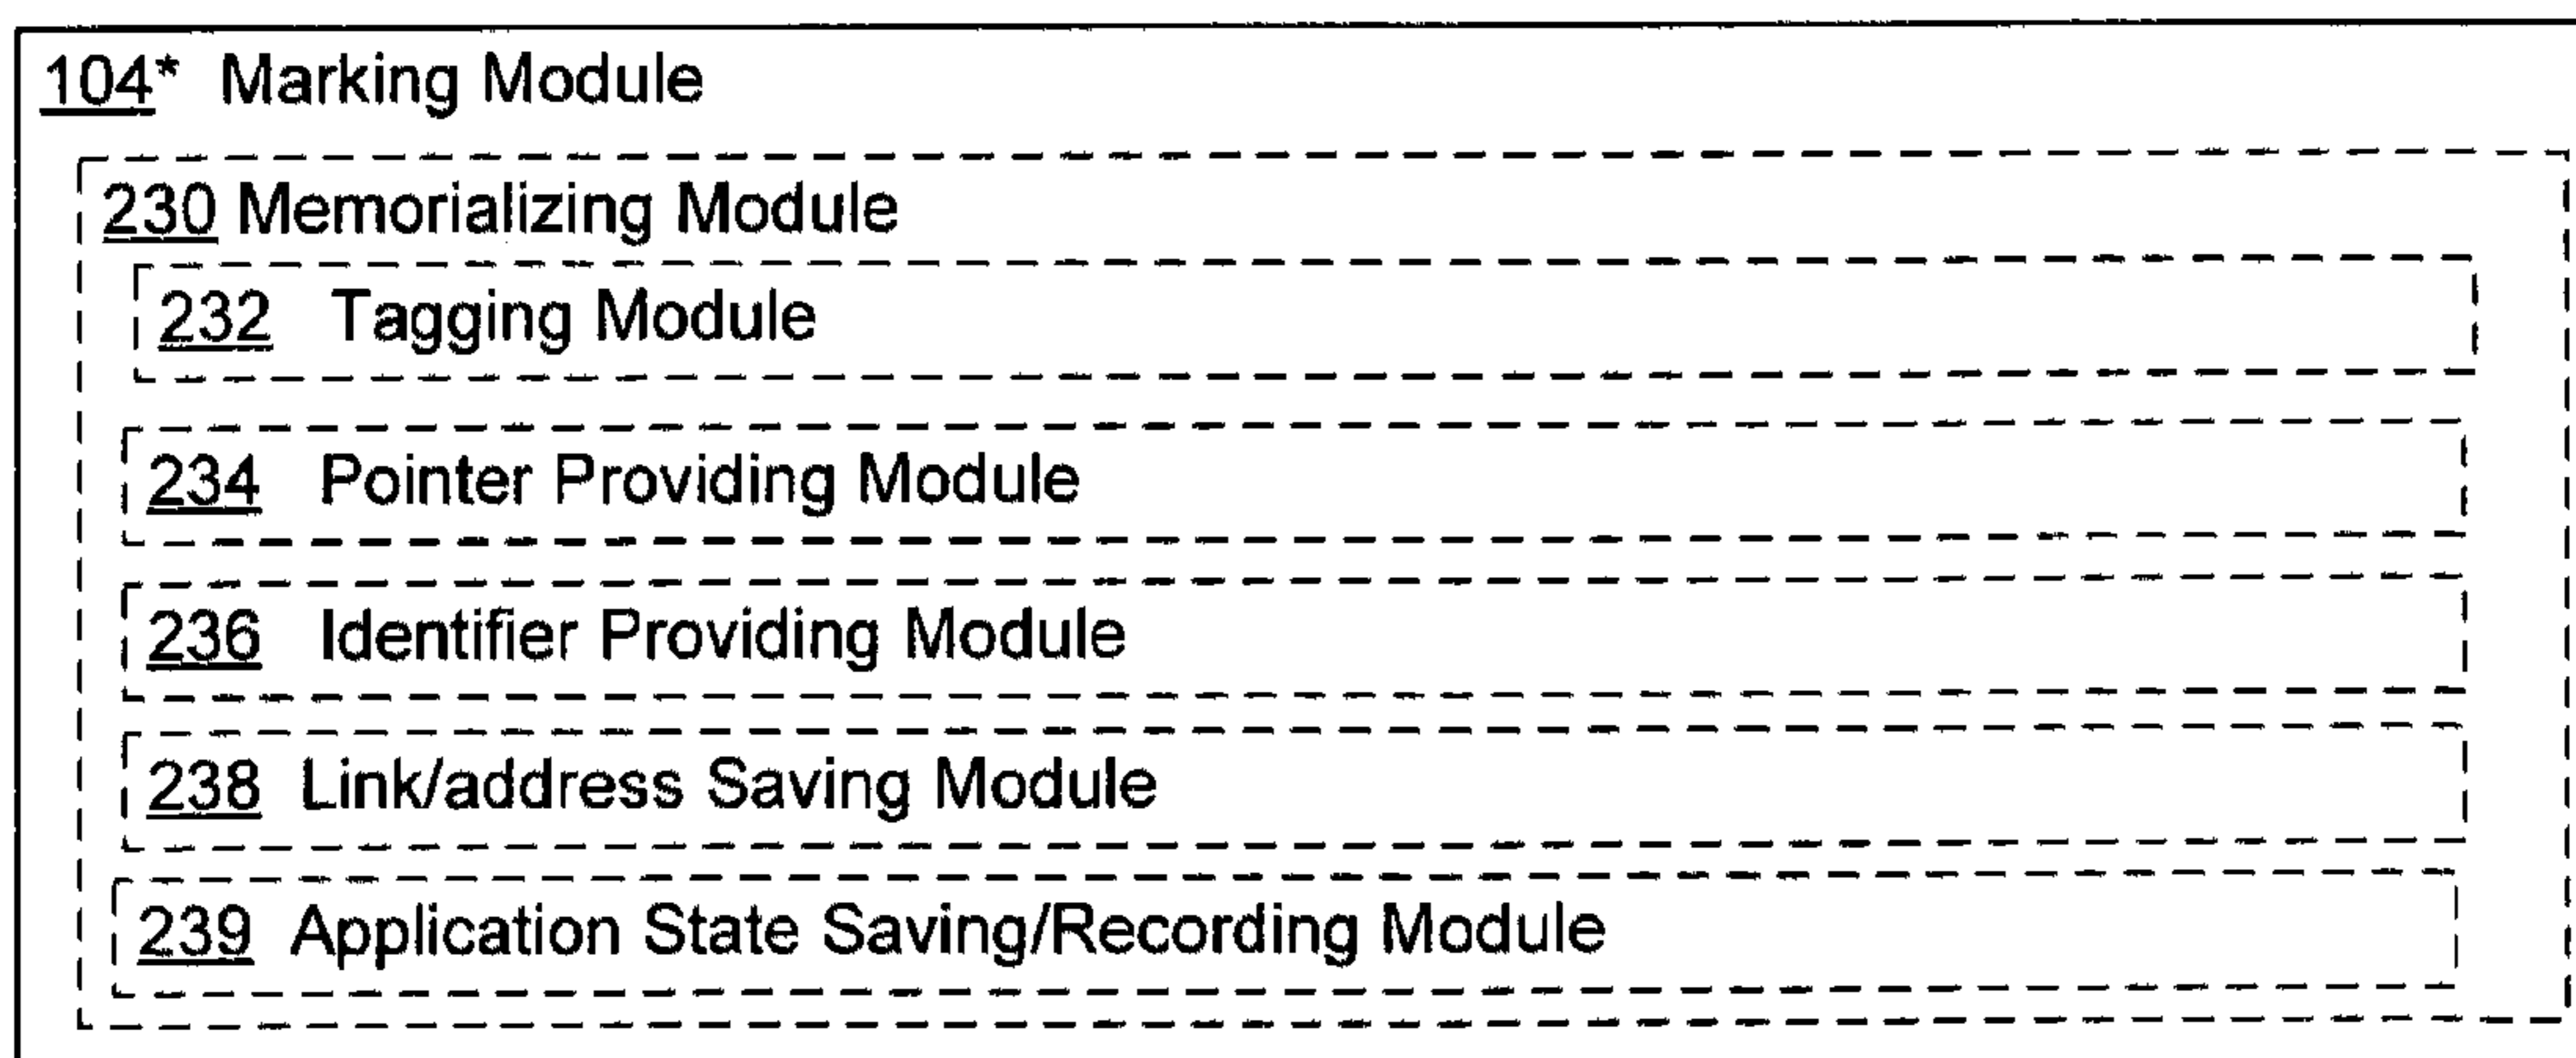 104* Marking Module
230 Memorializing Module
232 Tagging Module
234 Pointer Providing Module
236 Identifier Providing Module
238 Link/address Saving Module
239 Application State Saving/Recording Module